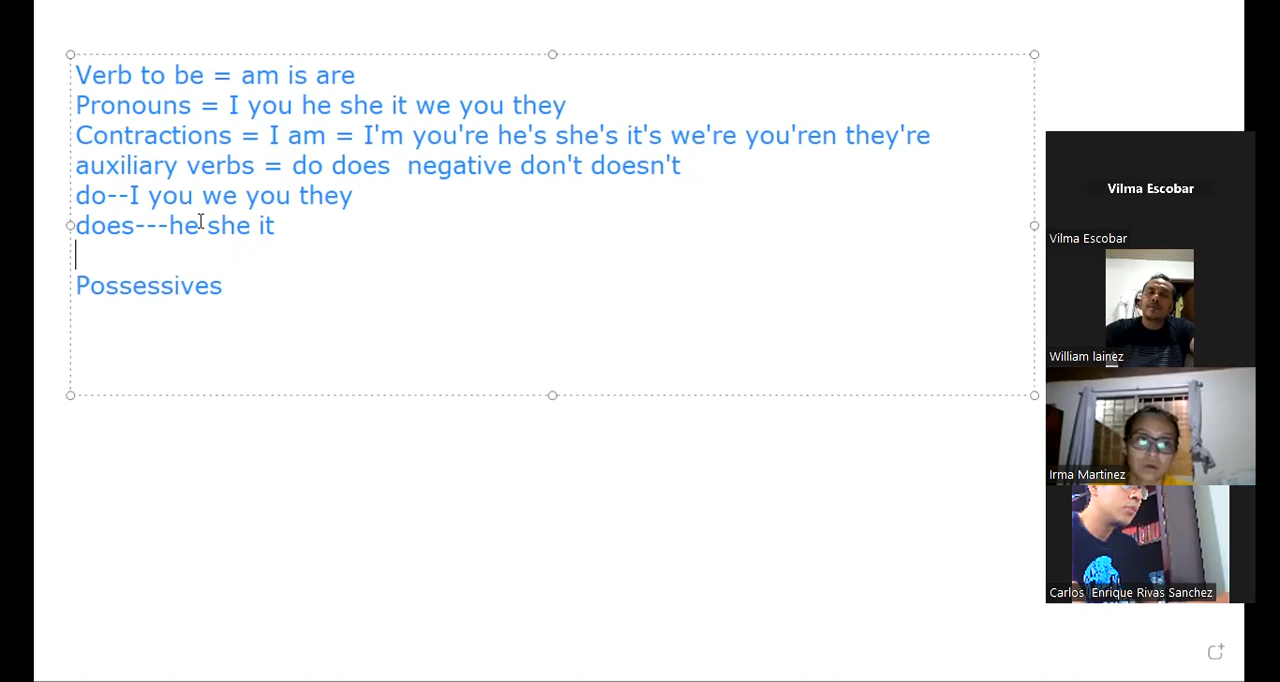 Verb to be = am is are
Pronouns = I you he she it we you they
Contractions = I am = I'm you're he's she's it's we're you'ren they're
auxiliary verbs = do does  negative don't doesn't
do--I you we you they
does---he she it
Possessives
Vilma Escobar
Vilma Escobar
William lainez
Irma Martinez
Carlos  Enrique Rivas Sanchez